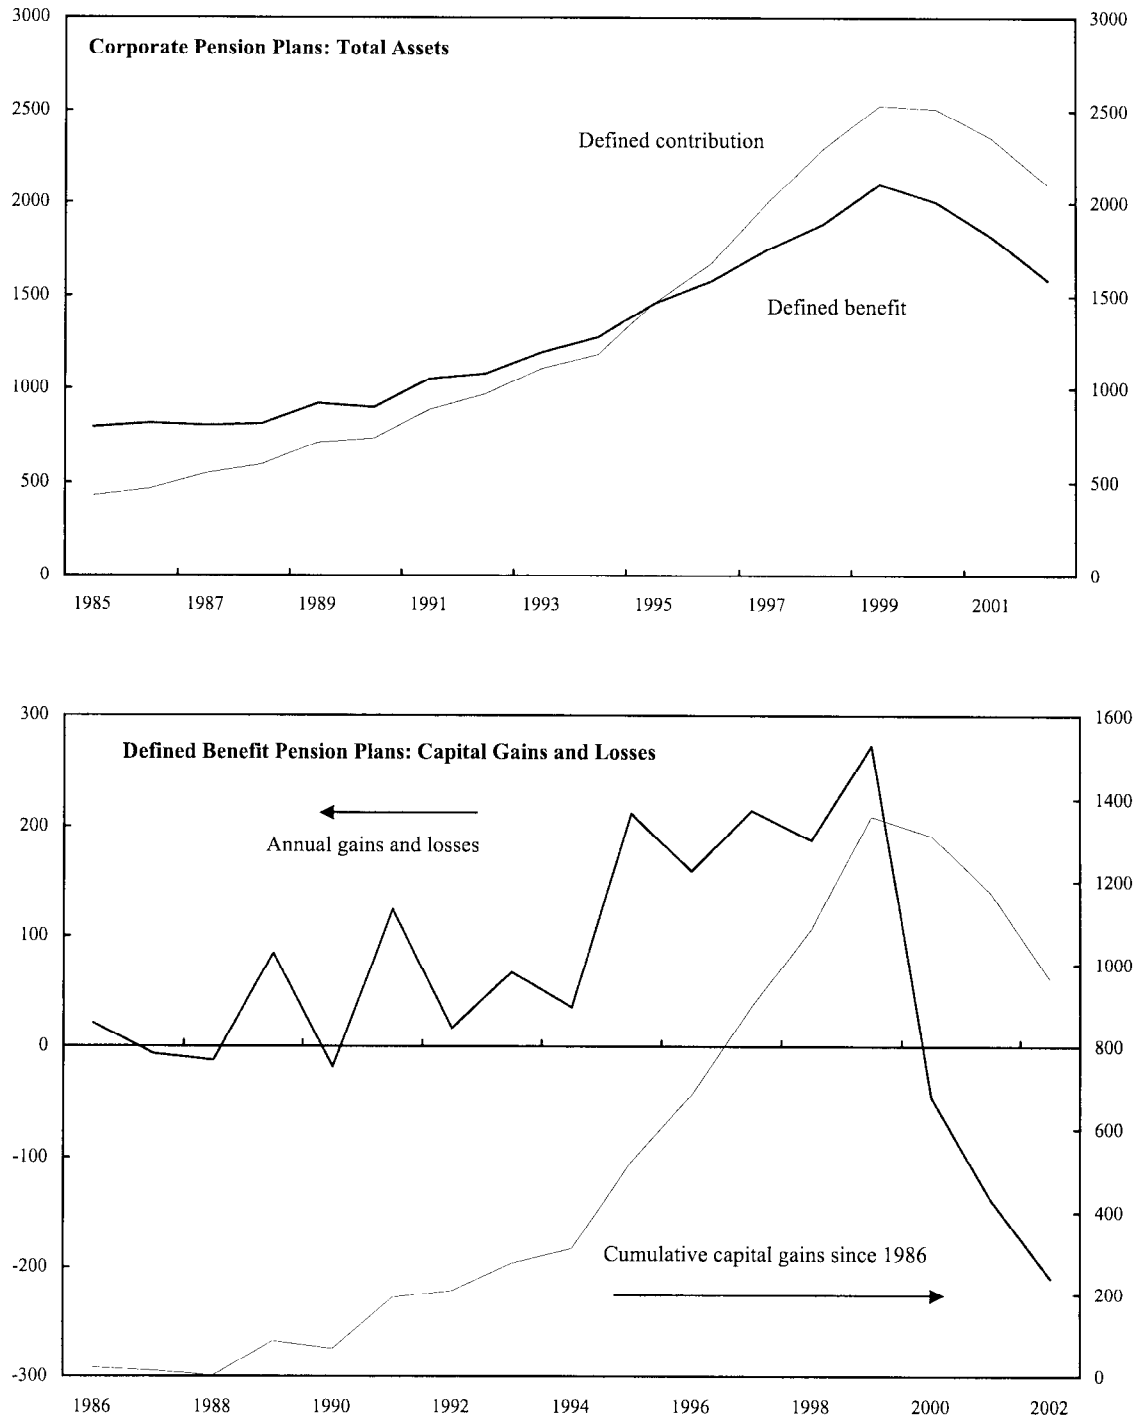 3000 3000
Corporate Pension Plans: Total Assets
2500 2500
Defined contribution
2000 2000
1500 1500
Defined benefit
1000 1000
500 500
0 0
1985 1987 1989 1991 1993 1995 1997 1999 2001
300 1600
Defined Benefit Pension Plans: Capital Gains and Losses
1400
200
Annual gains and losses
1200
100
1000
0 800
600
-100
400
-200
Cumulative capital gains since 1986
200
-300 0
1986 1988 1990 1992 1994 1996 1998 2000 2002